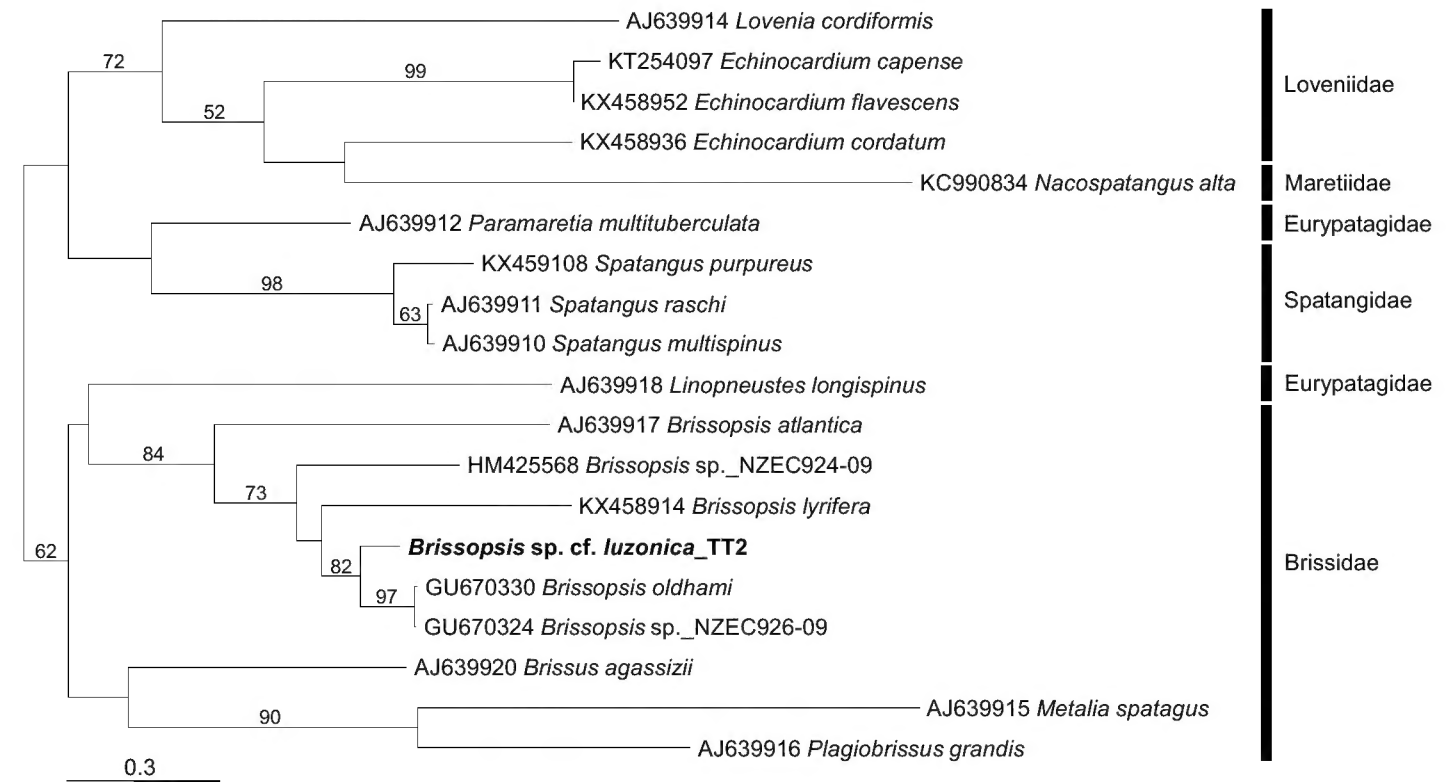 AJ639914 Lovenia cordiformis
72
KT254097 Echinocardium capense
99
Loveniidae
KX458952 Echinocardium flavescens
52
KX458936 Echinocardium cordatum
KC990834 Nacospatangus alta
Maretiidae
AJ639912 Paramaretia multituberculata
Eurypatagidae
KX459108 Spatangus purpureus
98
AJ639911 Spatangus raschi
Spatangidae
63
AJ639910 Spatangus multispinus
AJ639918 Linopneustes longispinus
Eurypatagidae
AJ639917 Brissopsis atlantica
84
HM425568 Brissopsis sp._NZEC924-09
73
KX458914 Brissopsis lyrifera
62
Brissopsis sp. cf. luzonica_TT2
Brissidae
82
GU670330 Brissopsis oldhami
97
GU670324 Brissopsis sp._NZEC926-09
AJ639920 Brissus agassizii
AJ639915 Metalia spatagus
90
AJ639916 Plagiobrissus grandis
0.3